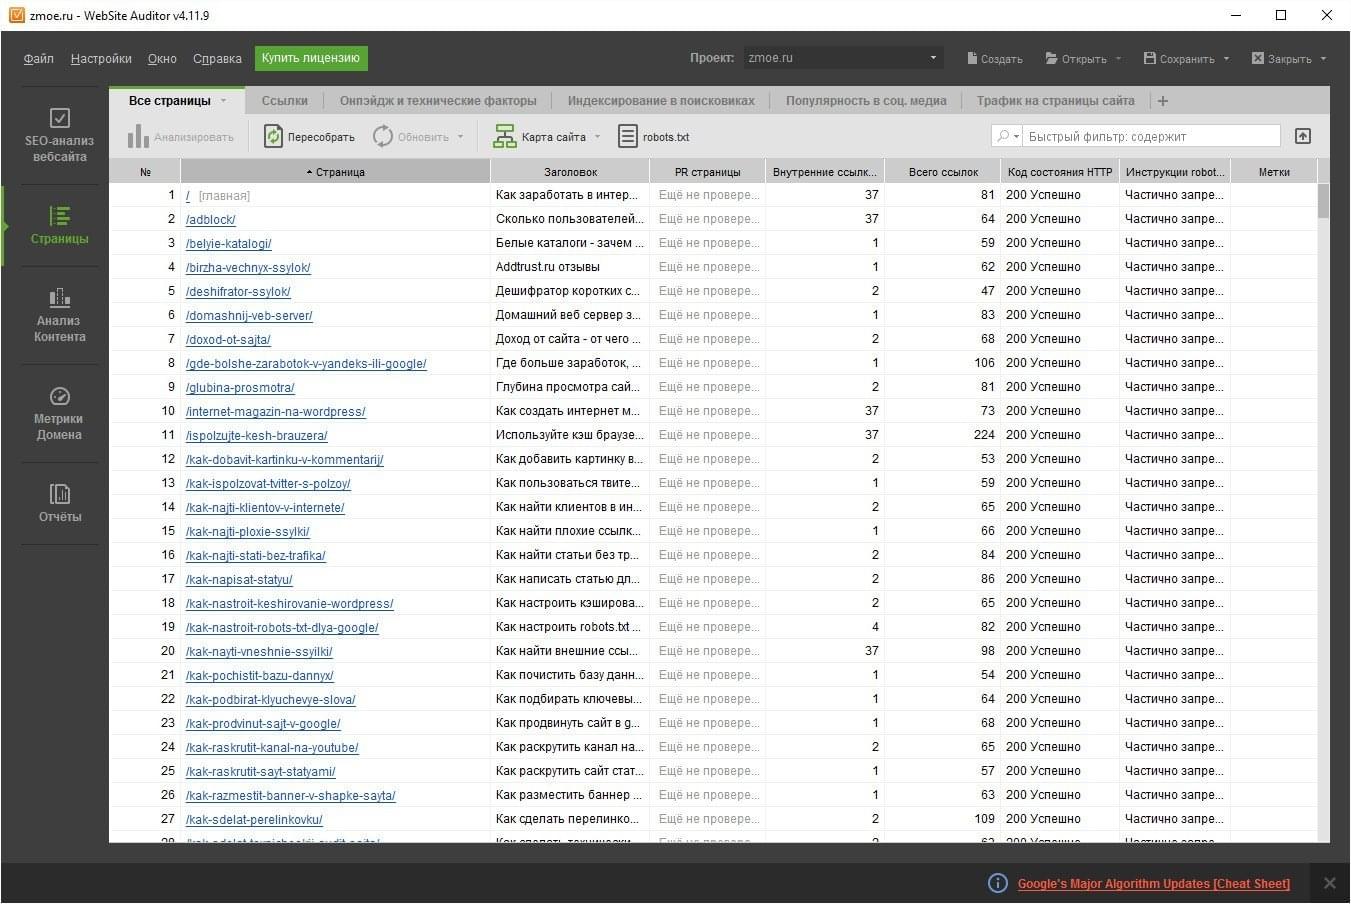 zmoe.ru - WebSite Auditor v4.11.9
Файл Настройки Окно Справка Купить лицензию Проект: zmoe.ru Создать Открыть Сохранить Закрыть
Все страницы Ссылки Онпэйдж и технические факторы Индексирование в поисковиках Популярность в соц. медиа Трафик на страницы сайта +
Анализировать Пересобрать Обновить Карта сайта robots.txt Быстрый фильтр: содержит
SEO-анализ
вебсайта
Страницы
Анализ
Контента
Метрики
Домена
Отчёты
№ Страница Заголовок PR страницы Внутренние ссылк... Всего ссылок Код состояния HTTP Инструкции robot... Метки
1 / [главная] Как заработать в интер... Ещё не провере... 37 81 200 Успешно Частично запре...
2 /adblock/ Сколько пользователей... Ещё не провере... 37 64 200 Успешно Частично запре...
3 /belyie-katalogi/ Белые каталоги - зачем ... Ещё не провере... 1 59 200 Успешно Частично запре...
4 /birzha-vechnyx-ssylok/ Addtrust.ru отзывы Ещё не провере... 1 62 200 Успешно Частично запре...
5 /deshifrator-ssylok/ Дешифратор коротких с... Ещё не провере... 2 47 200 Успешно Частично запре...
6 /domashnij-veb-server/ Домашний веб сервер з... Ещё не провере... 1 83 200 Успешно Частично запре...
7 /doxod-ot-sajta/ Доход от сайта - от чего ... Ещё не провере... 2 68 200 Успешно Частично запре...
8 /gde-bolshe-zarabotok-v-yandeks-ili-google/ Где больше заработок, ... Ещё не провере... 1 106 200 Успешно Частично запре...
9 /glubina-prosmotra/ Глубина просмотра сай... Ещё не провере... 2 81 200 Успешно Частично запре...
10 /internet-magazin-na-wordpress/ Как создать интернет м... Ещё не провере... 37 73 200 Успешно Частично запре...
11 /ispolzujte-kesh-brauzera/ Используйте кэш браузе... Ещё не провере... 37 224 200 Успешно Частично запре...
12 /kak-dobavit-kartinku-v-kommentarij/ Как добавить картинку в... Ещё не провере... 2 53 200 Успешно Частично запре...
13 /kak-ispolzovat-tvitter-s-polzoy/ Как пользоваться твите... Ещё не провере... 1 59 200 Успешно Частично запре...
14 /kak-najti-klientov-v-internete/ Как найти клиентов в ин... Ещё не провере... 2 65 200 Успешно Частично запре...
15 /kak-najti-ploxie-ssylki/ Как найти плохие ссылк... Ещё не провере... 1 66 200 Успешно Частично запре...
16 /kak-najti-stati-bez-trafika/ Как найти статьи без тр... Ещё не провере... 2 84 200 Успешно Частично запре...
17 /kak-napisat-statyu/ Как написать статью дл... Ещё не провере... 2 86 200 Успешно Частично запре...
18 /kak-nastroit-keshirovanie-wordpress/ Как настроить кэширова... Ещё не провере... 2 65 200 Успешно Частично запре...
19 /kak-nastroit-robots-txt-dlya-google/ Как настроить robots.txt ... Ещё не провере... 4 82 200 Успешно Частично запре...
20 /kak-nayti-vneshnie-ssyilki/ Как найти внешние ссы... Ещё не провере... 37 98 200 Успешно Частично запре...
21 /kak-pochistit-bazu-dannyx/ Как почистить базу данн... Ещё не провере... 1 54 200 Успешно Частично запре...
22 /kak-podbirat-klyuchevye-slova/ Как подбирать ключевы... Ещё не провере... 1 64 200 Успешно Частично запре...
23 /kak-prodvinut-sajt-v-google/ Как продвинуть сайт в g... Ещё не провере... 1 68 200 Успешно Частично запре...
24 /kak-raskrutit-kanal-na-youtube/ Как раскрутить канал на... Ещё не провере... 2 65 200 Успешно Частично запре...
25 /kak-raskrutit-sayt-statyami/ Как раскрутить сайт стат... Ещё не провере... 1 57 200 Успешно Частично запре...
26 /kak-razmestit-banner-v-shapke-sayta/ Как разместить баннер ... Ещё не провере... 1 63 200 Успешно Частично запре...
27 /kak-sdelat-perelinkovku/ Как сделать перелинко... Ещё не провере... 2 109 200 Успешно Частично запре...
Google's Major Algorithm Updates [Cheat Sheet]